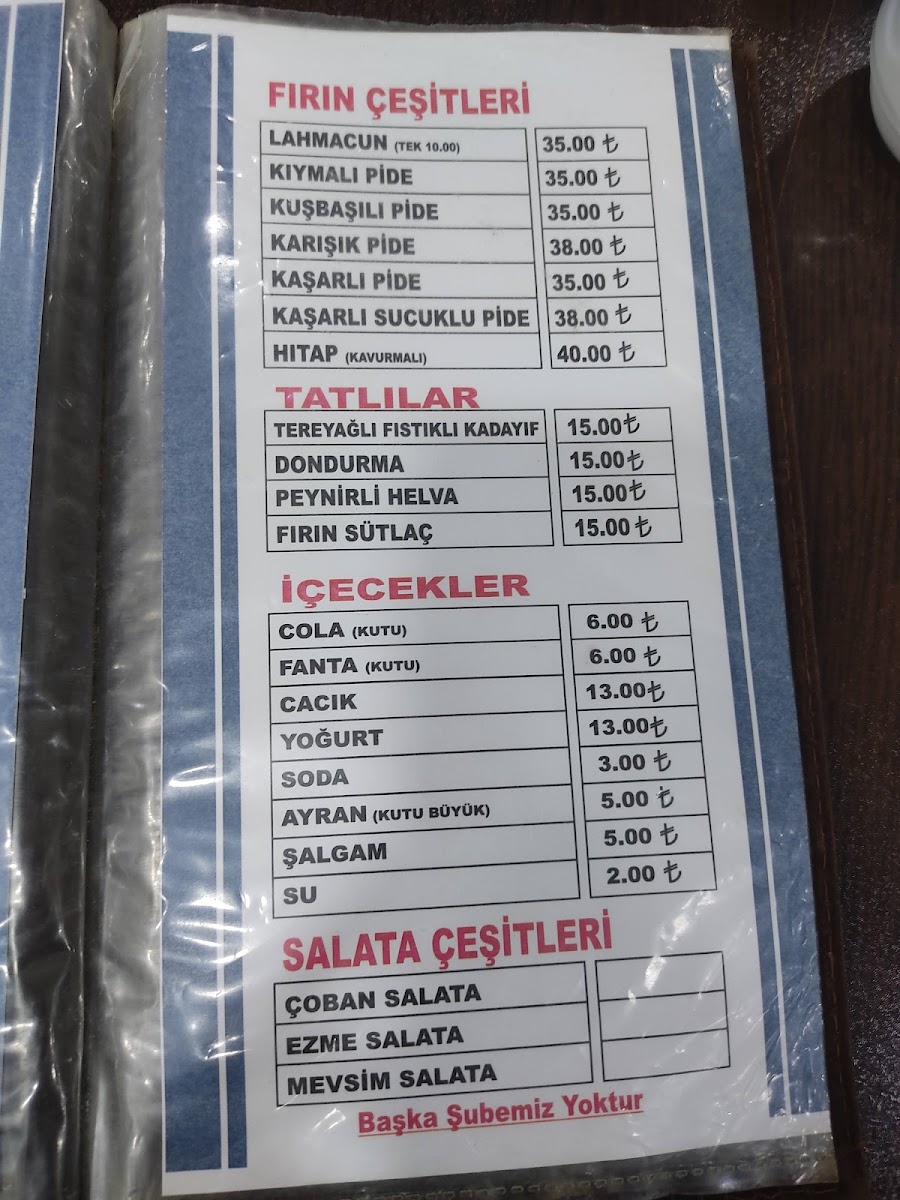 FIRIN ÇEŞİTLERİ
LAHMACUN (TEK 10.00) 35.00 ₺
KIYMALI PİDE 35.00 ₺
KUŞBAŞILI PİDE 35.00 ₺
KARIŞIK PİDE 38.00 ₺
KAŞARLI PİDE 35.00 ₺
KAŞARLI SUCUKLU PİDE 38.00 ₺
HITAP (KAVURMALI) 40.00 ₺
TATLILAR
TEREYAĞLI FISTIKLI KADAYIF 15.00₺
DONDURMA 15.00₺
PEYNİRLİ HELVA 15.00₺
FIRIN SÜTLAÇ 15.00₺
İÇECEKLER
COLA (KUTU) 6.00 ₺
FANTA (KUTU) 6.00 ₺
CACIK 13.00₺
YOĞURT 13.00₺
SODA 3.00 ₺
AYRAN (KUTU BÜYÜK) 5.00 ₺
ŞALGAM 5.00 ₺
SU 2.00 ₺
SALATA ÇEŞİTLERİ
ÇOBAN SALATA
EZME SALATA
MEVSİM SALATA
Başka Şubemiz Yoktur